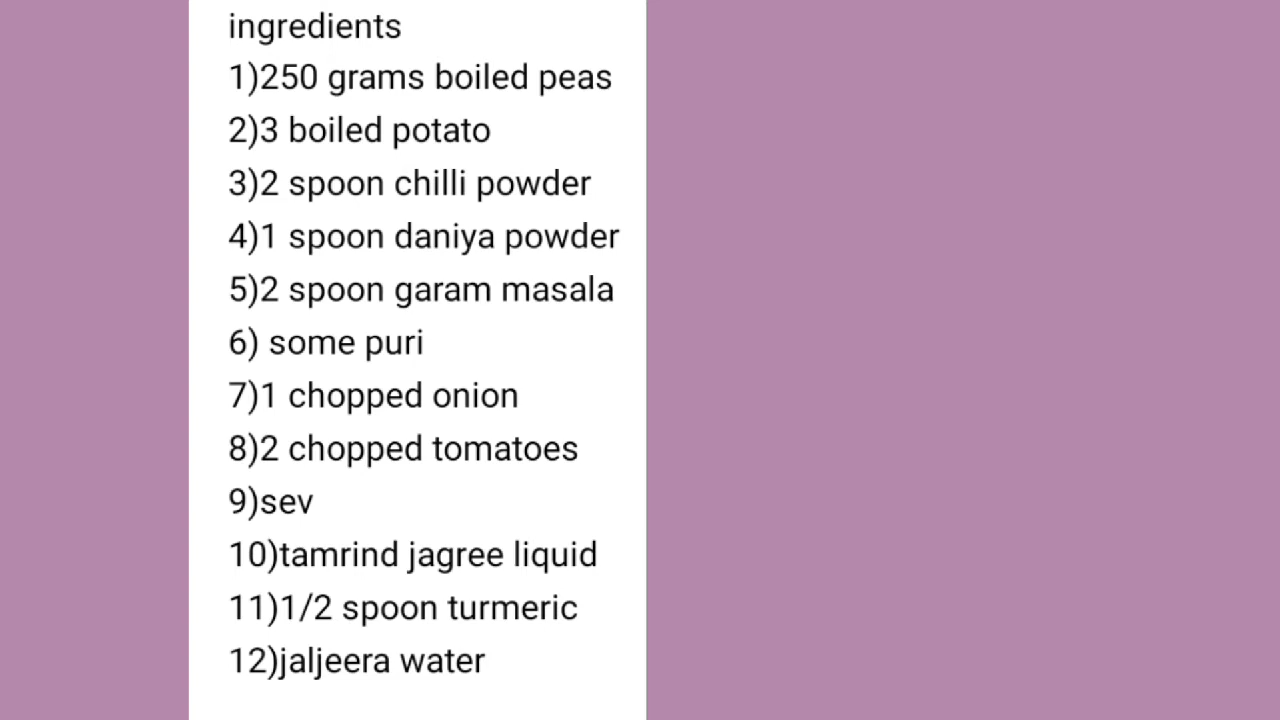 ingredients
1)250 grams boiled peas
2)3 boiled potato
3)2 spoon chilli powder
4)1 spoon daniya powder
5)2 spoon garam masala
6) some puri
7)1 chopped onion
8)2 chopped tomatoes
9)sev
10)tamrind jagree liquid
11)1/2 spoon turmeric
12)jaljeera water